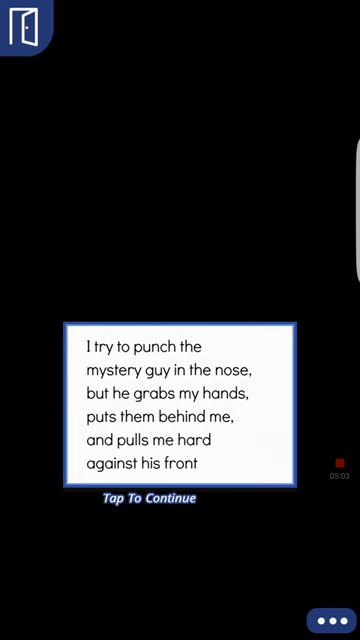 I try to punch the
mystery guy in the nose,
but he grabs my hands,
puts them behind me,
and pulls me hard
against his front
Tap To Continue
05:03